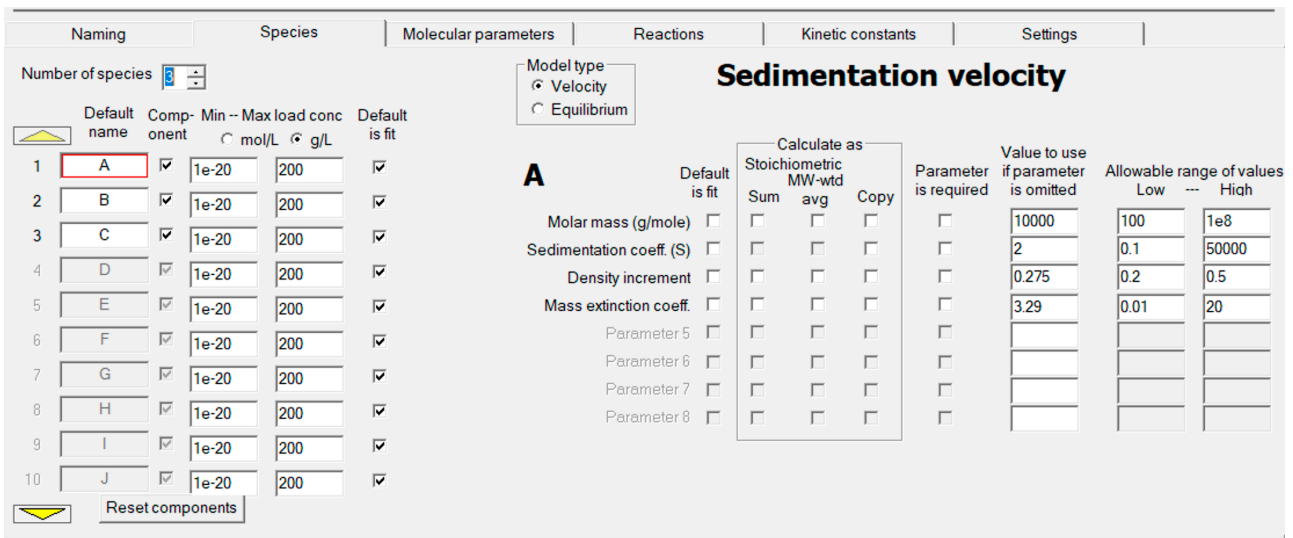 Naming Species Molecular parameters Reactions Kinetic constants Settings
Number of species 3
Default name Comp- onent Min -- Max load conc Default is fit
mol/L g/L
1 A 1e-20 200
2 B 1e-20 200
3 C 1e-20 200
4 D 1e-20 200
5 E 1e-20 200
6 F 1e-20 200
7 G 1e-20 200
8 H 1e-20 200
9 I 1e-20 200
10 J 1e-20 200
Reset components
Model type
Velocity
Equilibrium
Sedimentation velocity
A
Default is fit
Calculate as
Stoichiometric
Sum MW-wtd avg Copy
Parameter is required
Value to use if parameter is omitted
Allowable range of values
Low --- High
Molar mass (g/mole) 10000 100 1e8
Sedimentation coeff. (S) 2 0.1 50000
Density increment 0.275 0.2 0.5
Mass extinction coeff. 3.29 0.01 20
Parameter 5
Parameter 6
Parameter 7
Parameter 8